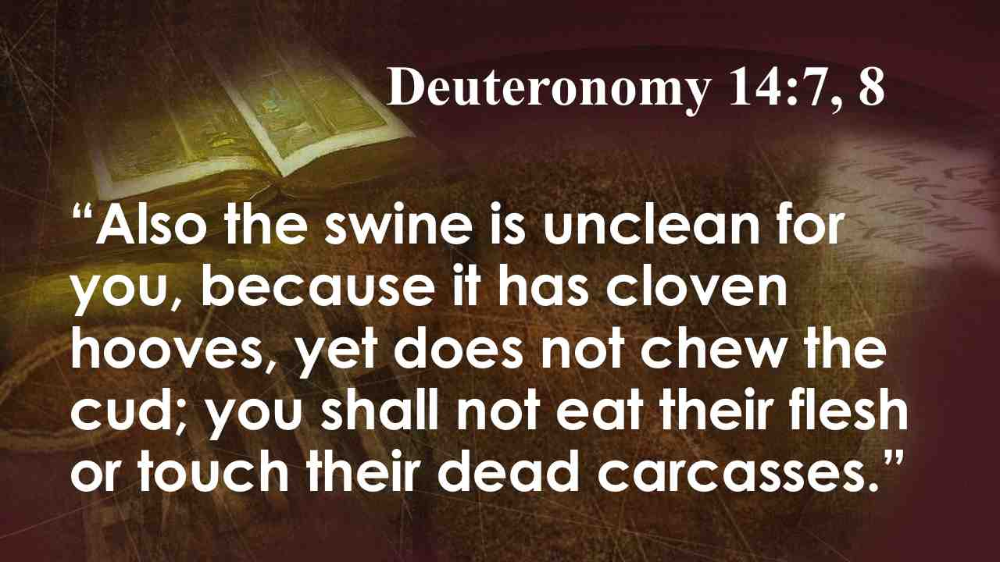 Deuteronomy 14:7, 8
“Also the swine is unclean for
you, because it has cloven
hooves, yet does not chew the
cud; you shall not eat their flesh
or touch their dead carcasses.”